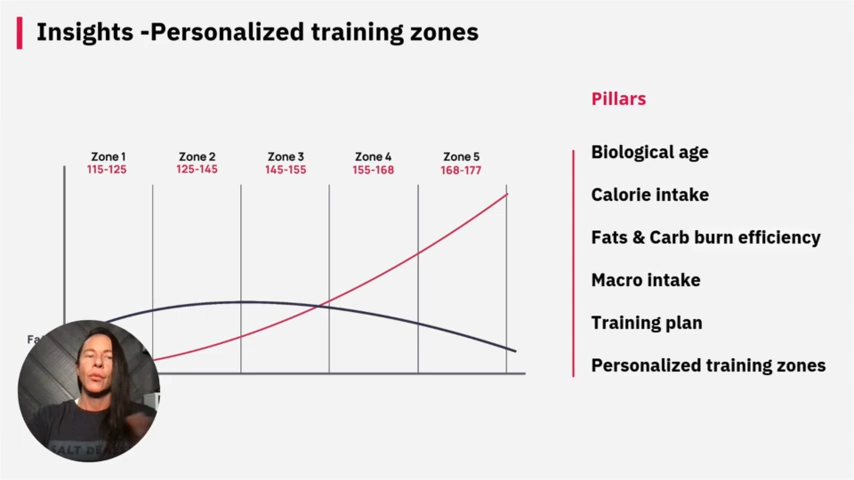 Insights -Personalized training zones
Pillars
Zone 1
115-125
Zone 2
125-145
Zone 3
145-155
Zone 4
155-168
Zone 5
168-177
Biological age
Calorie intake
Fats & Carb burn efficiency
Macro intake
Training plan
Personalized training zones